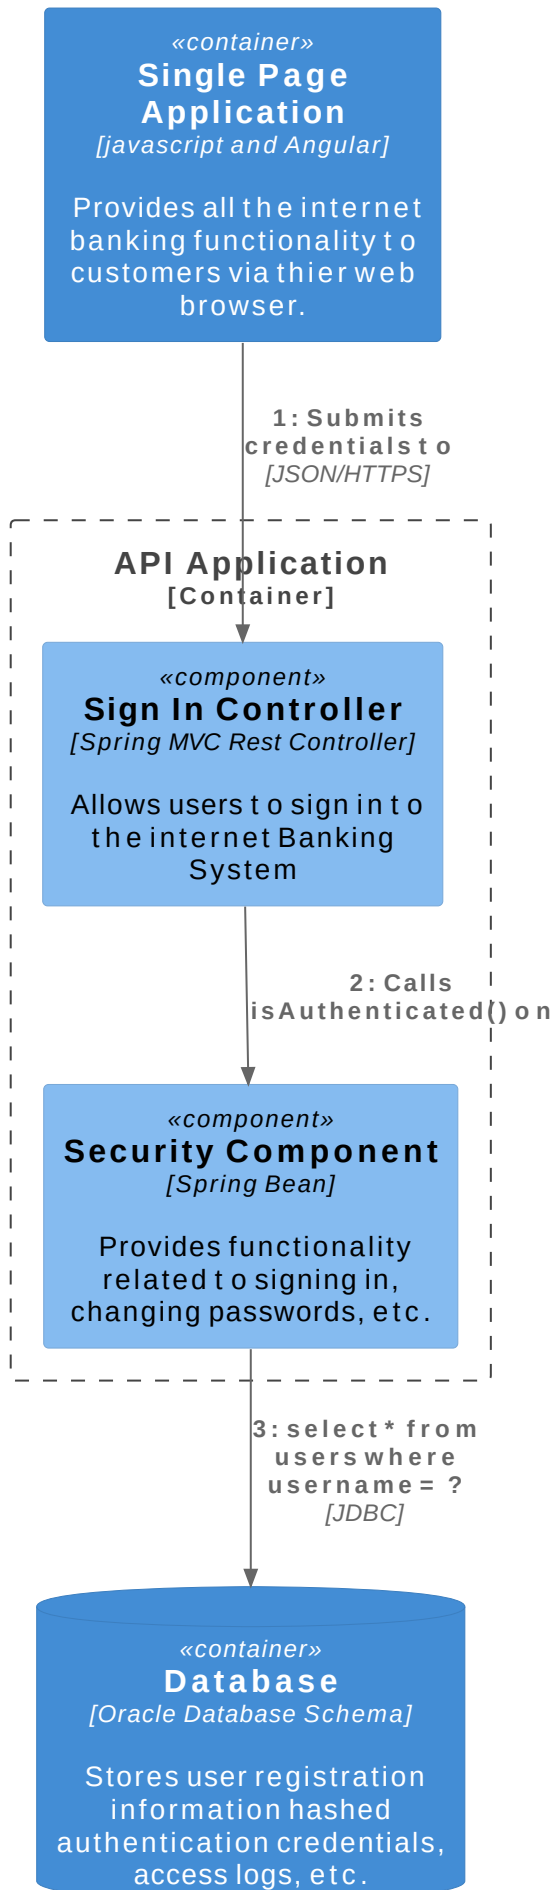 «container»
Single Page
Application
[javascript and Angular]
Provides all the internet
banking functionality to
customers via thier web
browser.
1: Submits
credentials to
[JSON/HTTPS]
API Application
[Container]
«component»
Sign In Controller
[Spring MVC Rest Controller]
Allows users to sign in to
the internet Banking
System
2: Calls
isAuthenticated() on
«component»
Security Component
[Spring Bean]
Provides functionality
related to signing in,
changing passwords, etc.
3: select * from
users where
username = ?
[JDBC]
«container»
Database
[Oracle Database Schema]
Stores user registration
information hashed
authentication credentials,
access logs, etc.